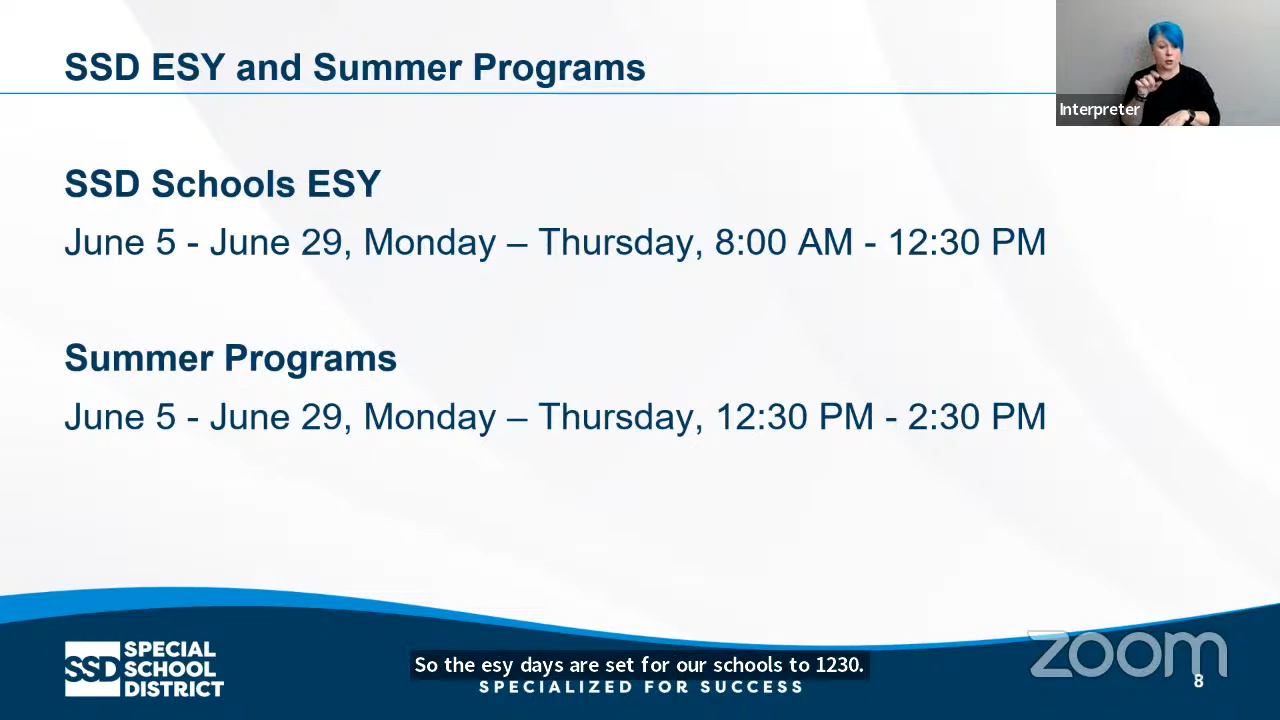 SSD ESY and Summer Programs
Interpreter
SSD Schools ESY
June 5 - June 29, Monday – Thursday, 8:00 AM - 12:30 PM
Summer Programs
June 5 - June 29, Monday – Thursday, 12:30 PM - 2:30 PM
SSD
SPECIAL
SCHOOL
DISTRICT
So the esy days are set for our schools to 1230.
SPECIALIZED FOR SUCCESS
zoom
8